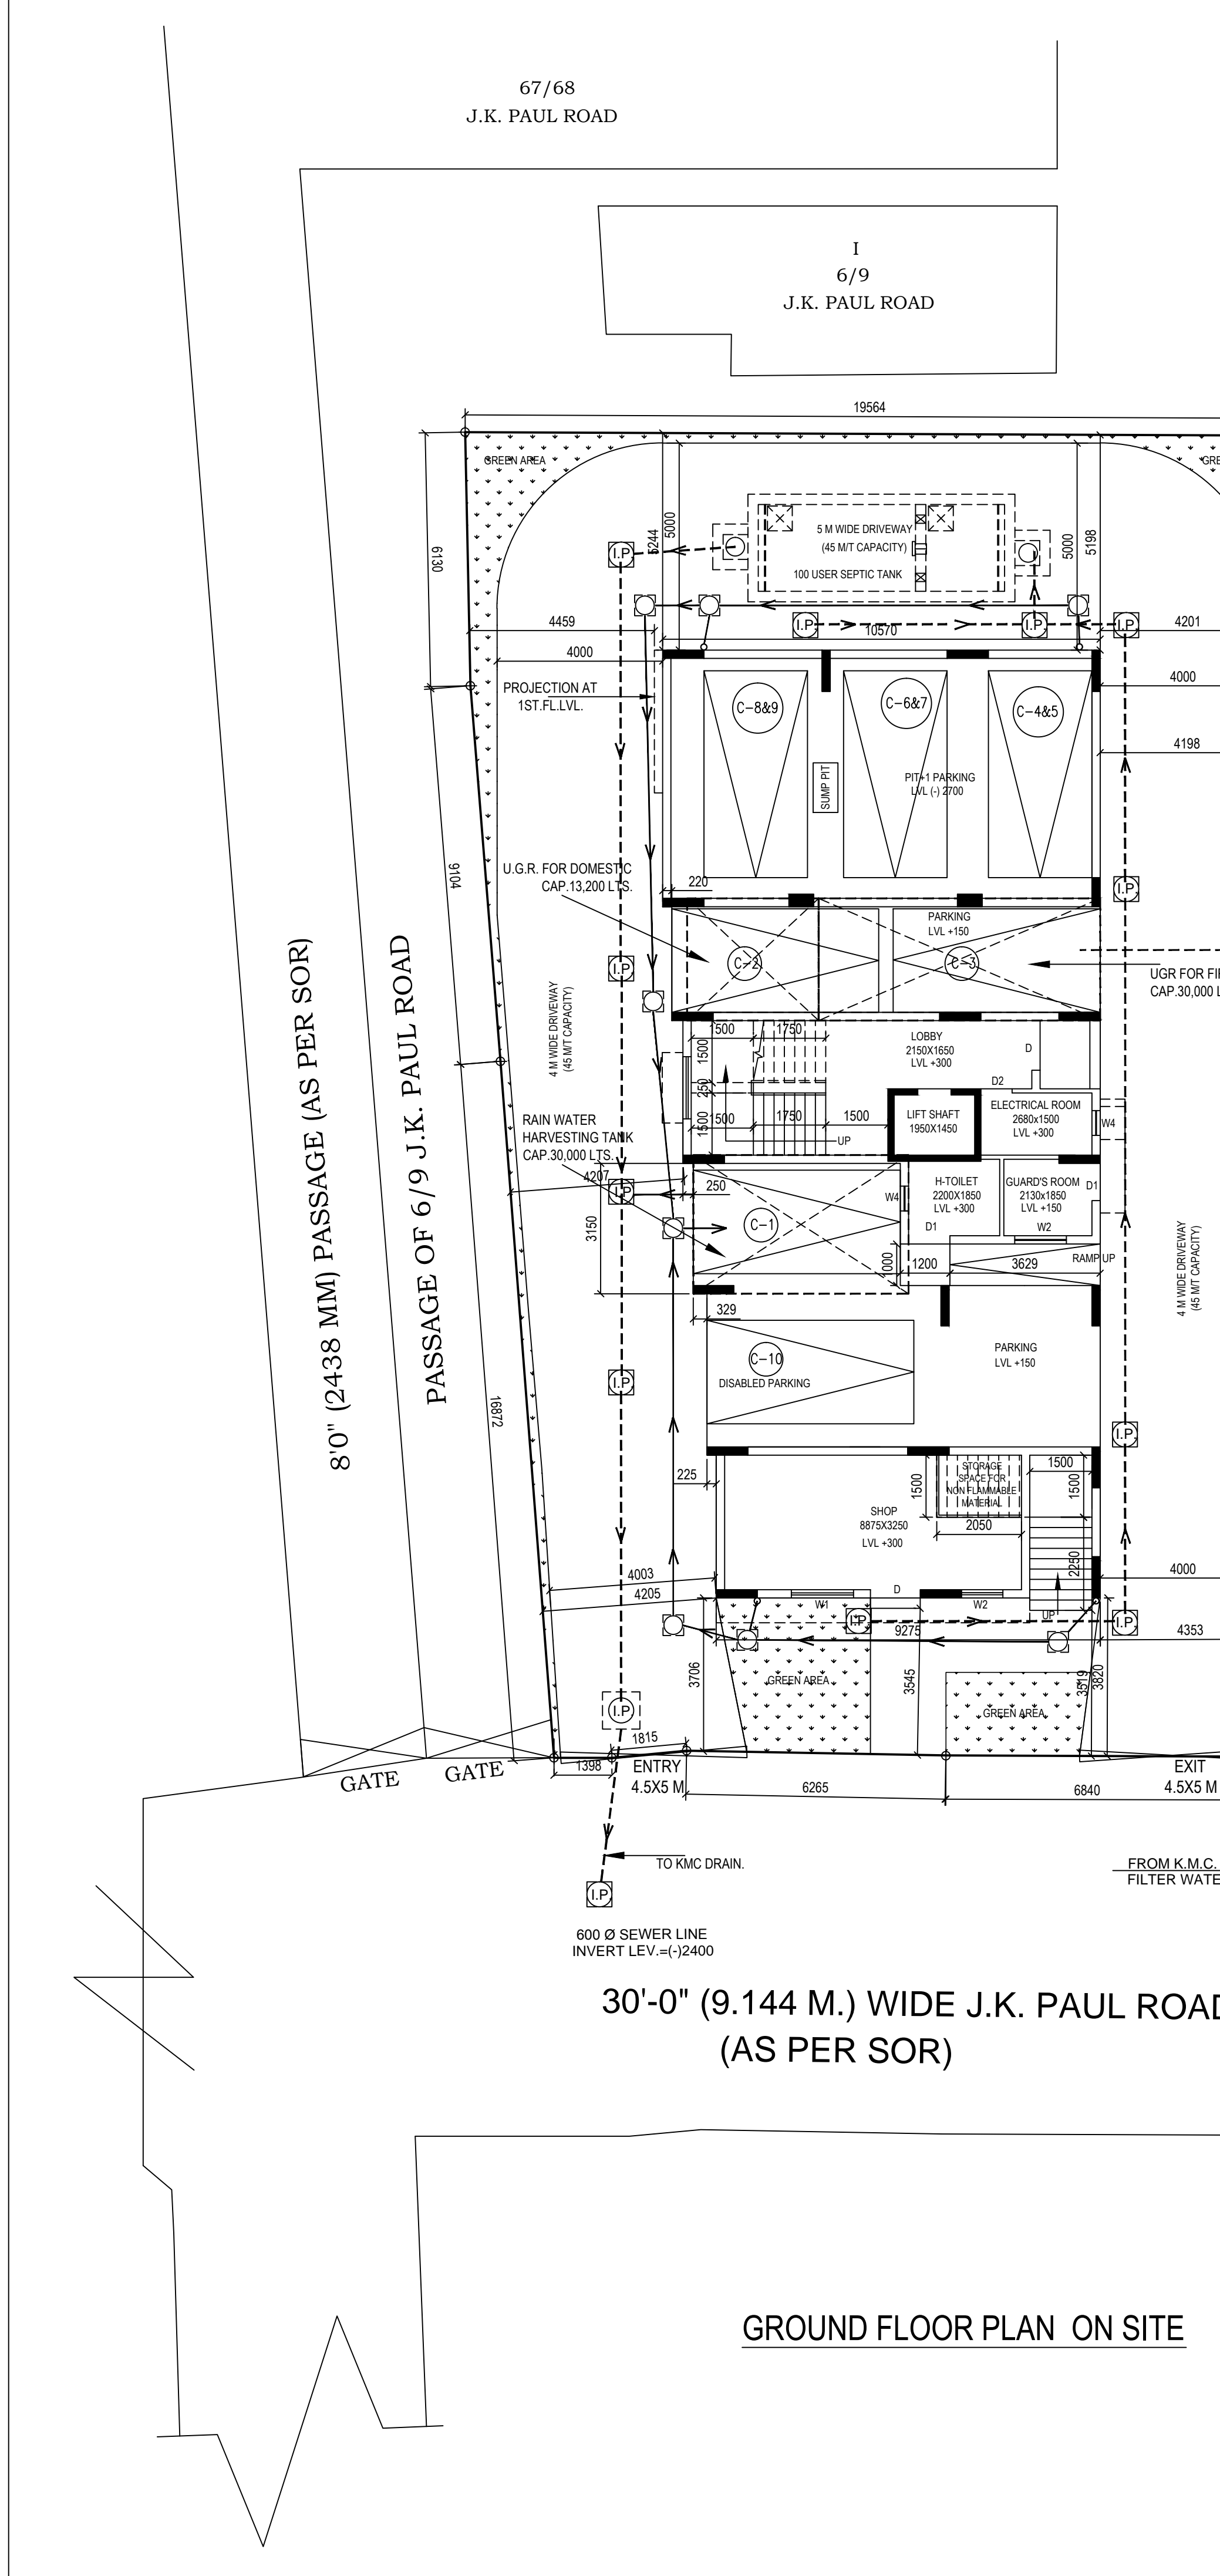 67/68
J.K. PAUL ROAD
I
6/9
J.K. PAUL ROAD
19564
GREEN AREA
GRE
6130
5244
5000
5 M WIDE DRIVEWAY
(45 M/T CAPACITY)
100 USER SEPTIC TANK
5000
5198
I.P
I.P
I.P
I.P
4459
10570
4201
4000
4000
PROJECTION AT
1ST.FL.LVL.
C-8&9
C-6&7
C-4&5
4198
SUMP PIT
PIT+1 PARKING
LVL (-) 2700
9104
U.G.R. FOR DOMESTIC
CAP.13,200 LTS.
220
I.P
PARKING
LVL +150
C-2
C-3
I.P
UGR FOR FI
CAP.30,000 L
4 M WIDE DRIVEWAY
(45 M/T CAPACITY)
8'0" (2438 MM) PASSAGE (AS PER SOR)
PASSAGE OF 6/9 J.K. PAUL ROAD
1500
1750
LOBBY
2150X1650
LVL +300
D
1500
250
1500
D2
RAIN WATER
HARVESTING TANK
CAP.30,000 LTS.
1500
1750
1500
UP
LIFT SHAFT
1950X1450
ELECTRICAL ROOM
2680x1500
LVL +300
W4
4207
I.P
250
3150
C-1
W4
H-TOILET
2200X1850
LVL +300
D1
GUARD'S ROOM
2130x1850
LVL +150
D1
W2
1000
1200
3629
RAMP UP
4 M WIDE DRIVEWAY
(45 M/T CAPACITY)
329
C-10
DISABLED PARKING
PARKING
LVL +150
I.P
16872
I.P
225
1500
STORAGE
SPACE FOR
NON FLAMMABLE
MATERIAL
1500
1500
SHOP
8875X3250
LVL +300
2050
2250
4003
4205
4000
W1
D
W2
UP
I.P
I.P
9275
4353
3706
3545
3519
3820
GREEN AREA
GREEN AREA
I.P
1815
1398
GATE
GATE
ENTRY
4.5X5 M
6265
6840
EXIT
4.5X5 M
TO KMC DRAIN.
FROM K.M.C.
FILTER WATE
I.P
600 Ø SEWER LINE
INVERT LEV.=(-)2400
30'-0" (9.144 M.) WIDE J.K. PAUL ROAD
(AS PER SOR)
GROUND FLOOR PLAN ON SITE